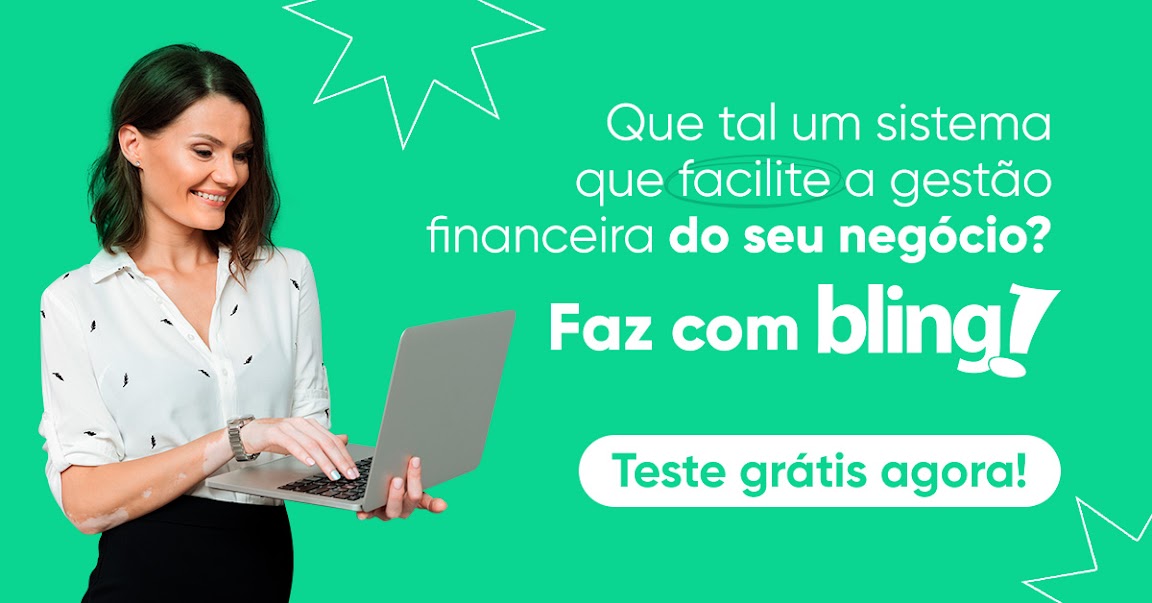 Que tal um sistema
que facilite a gestão
financeira do seu negócio?
Faz com bling!
Teste grátis agora!